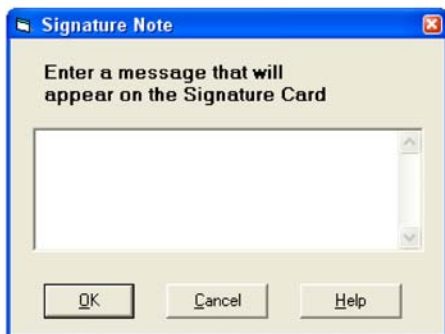 Signature Note
Enter a message that will
appear on the Signature Card
OK
Cancel
Help